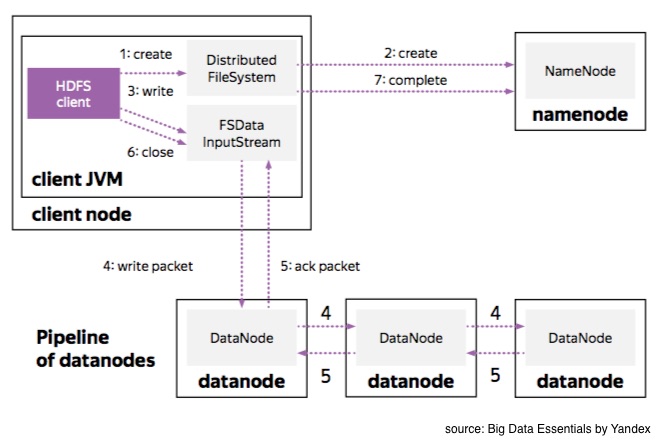 1: create
Distributed
FileSystem
2: create
7: complete
NameNode
namenode
HDFS
client
3: write
6: close
FSData
InputStream
client JVM
client node
4: write packet
5: ack packet
Pipeline
of datanodes
DataNode
datanode
4
5
DataNode
datanode
4
5
DataNode
datanode
source: Big Data Essentials by Yandex